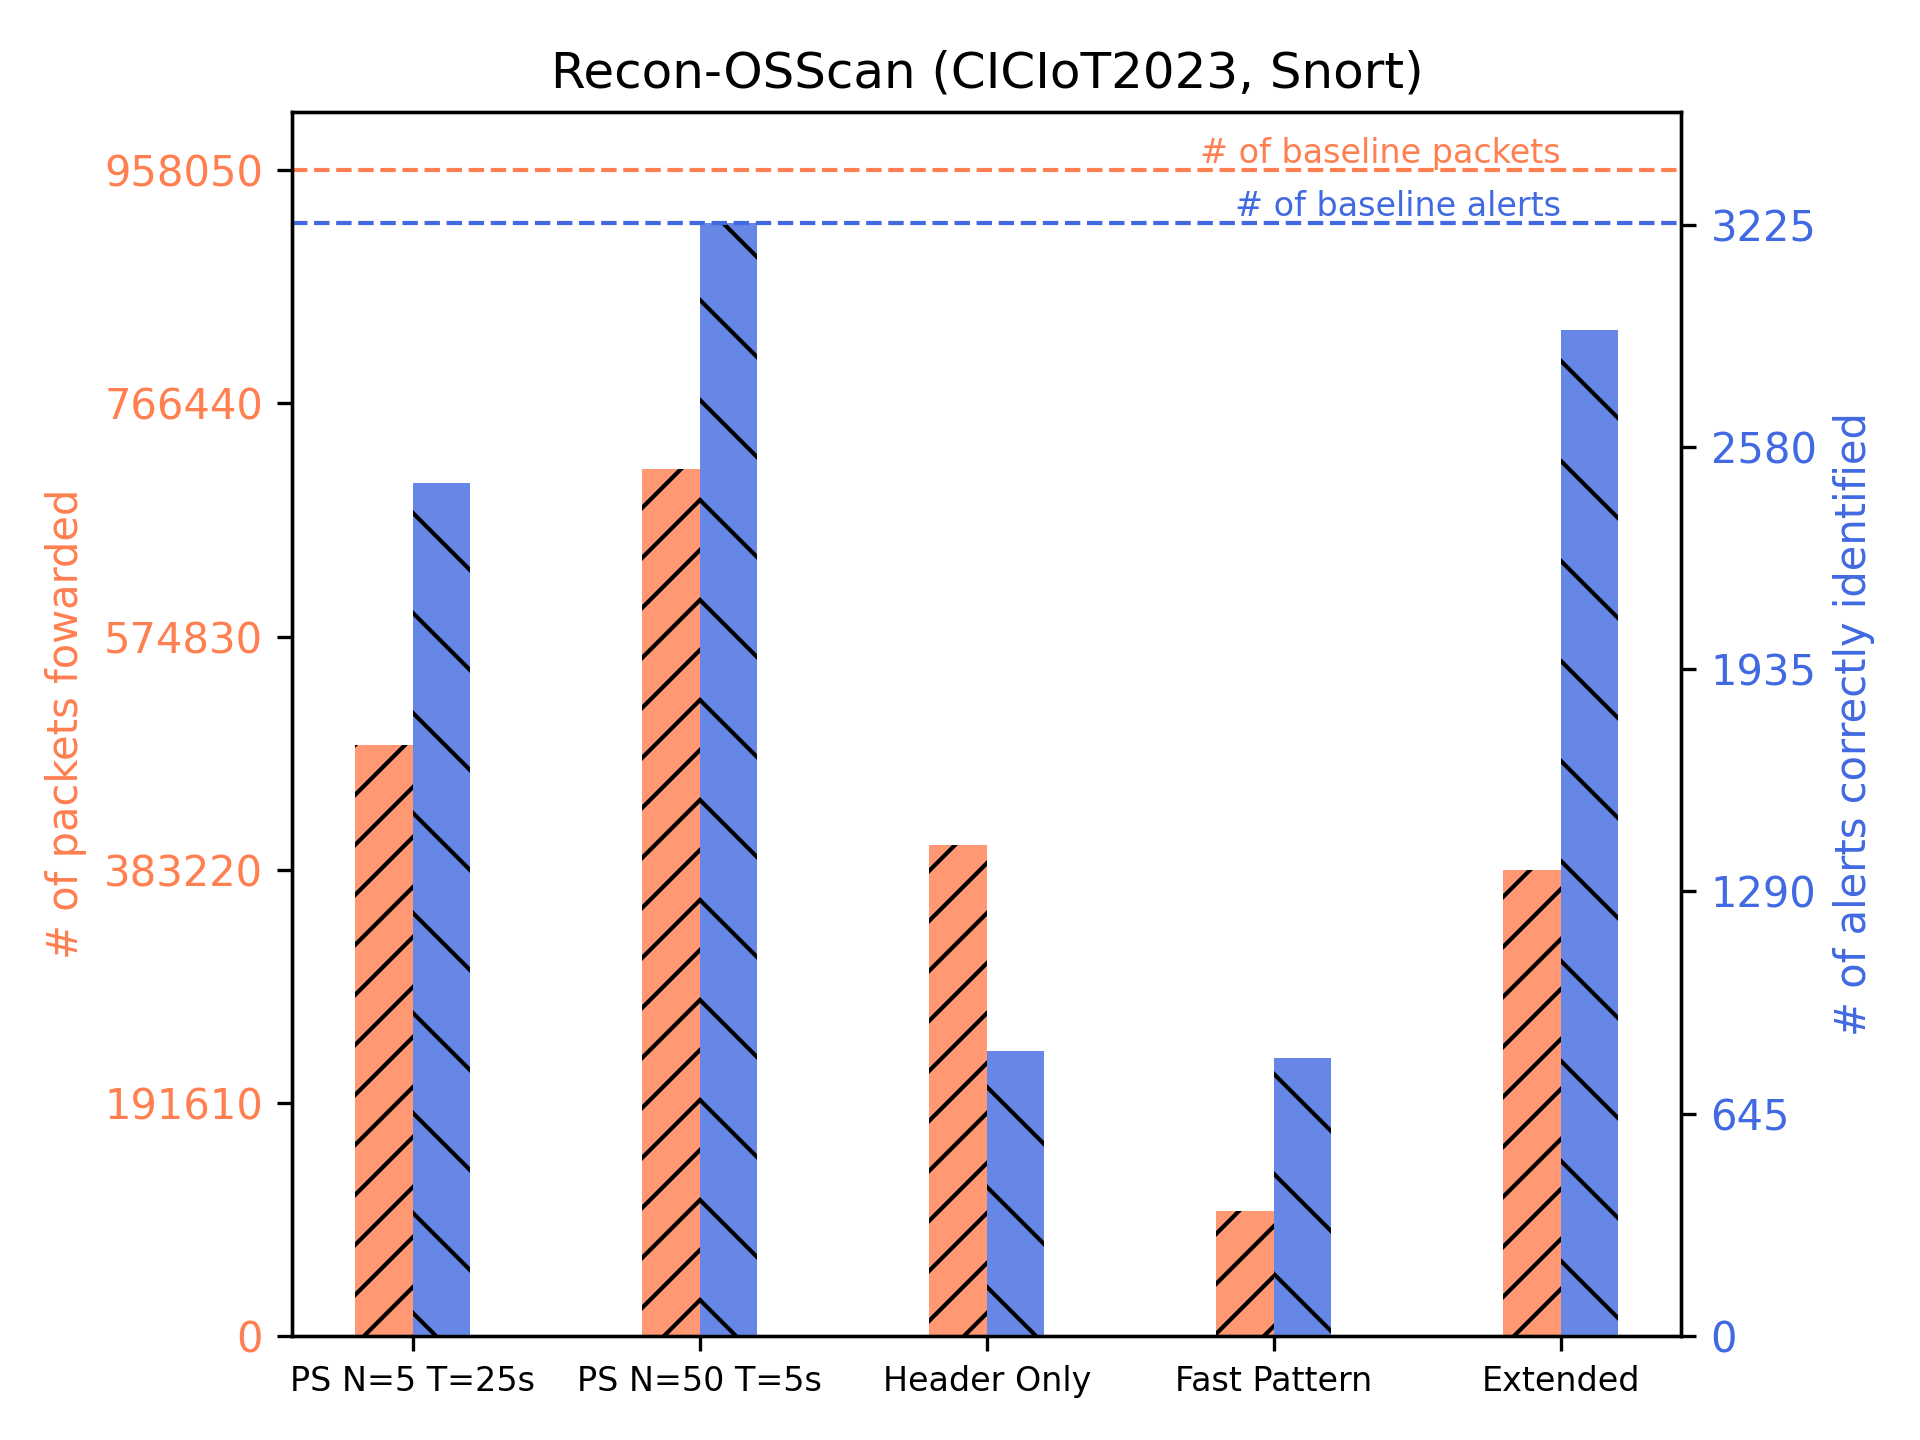 Recon-OSScan (CICIoT2023, Snort)
# of packets fowarded
958050
766440
574830
383220
191610
0
# of baseline packets
# of baseline alerts
3225
2580
1935
1290
645
0
# of alerts correctly identified
PS N=5 T=25s
PS N=50 T=5s
Header Only
Fast Pattern
Extended